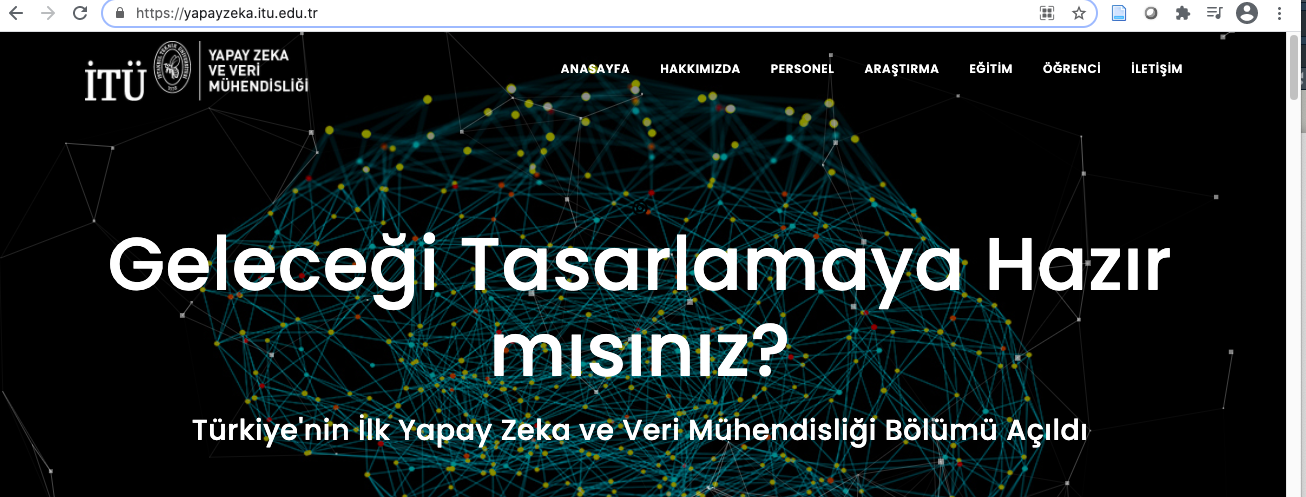 https://yapayzeka.itu.edu.tr
İTÜ
YAPAY ZEKA
VE VERİ
MÜHENDİSLİĞİ
ANASAYFA HAKKIMIZDA PERSONEL ARAŞTIRMA EĞİTİM ÖĞRENCİ İLETİŞİM
Geleceği Tasarlamaya Hazır
mısınız?
Türkiye'nin İlk Yapay Zeka ve Veri Mühendisliği Bölümü Açıldı